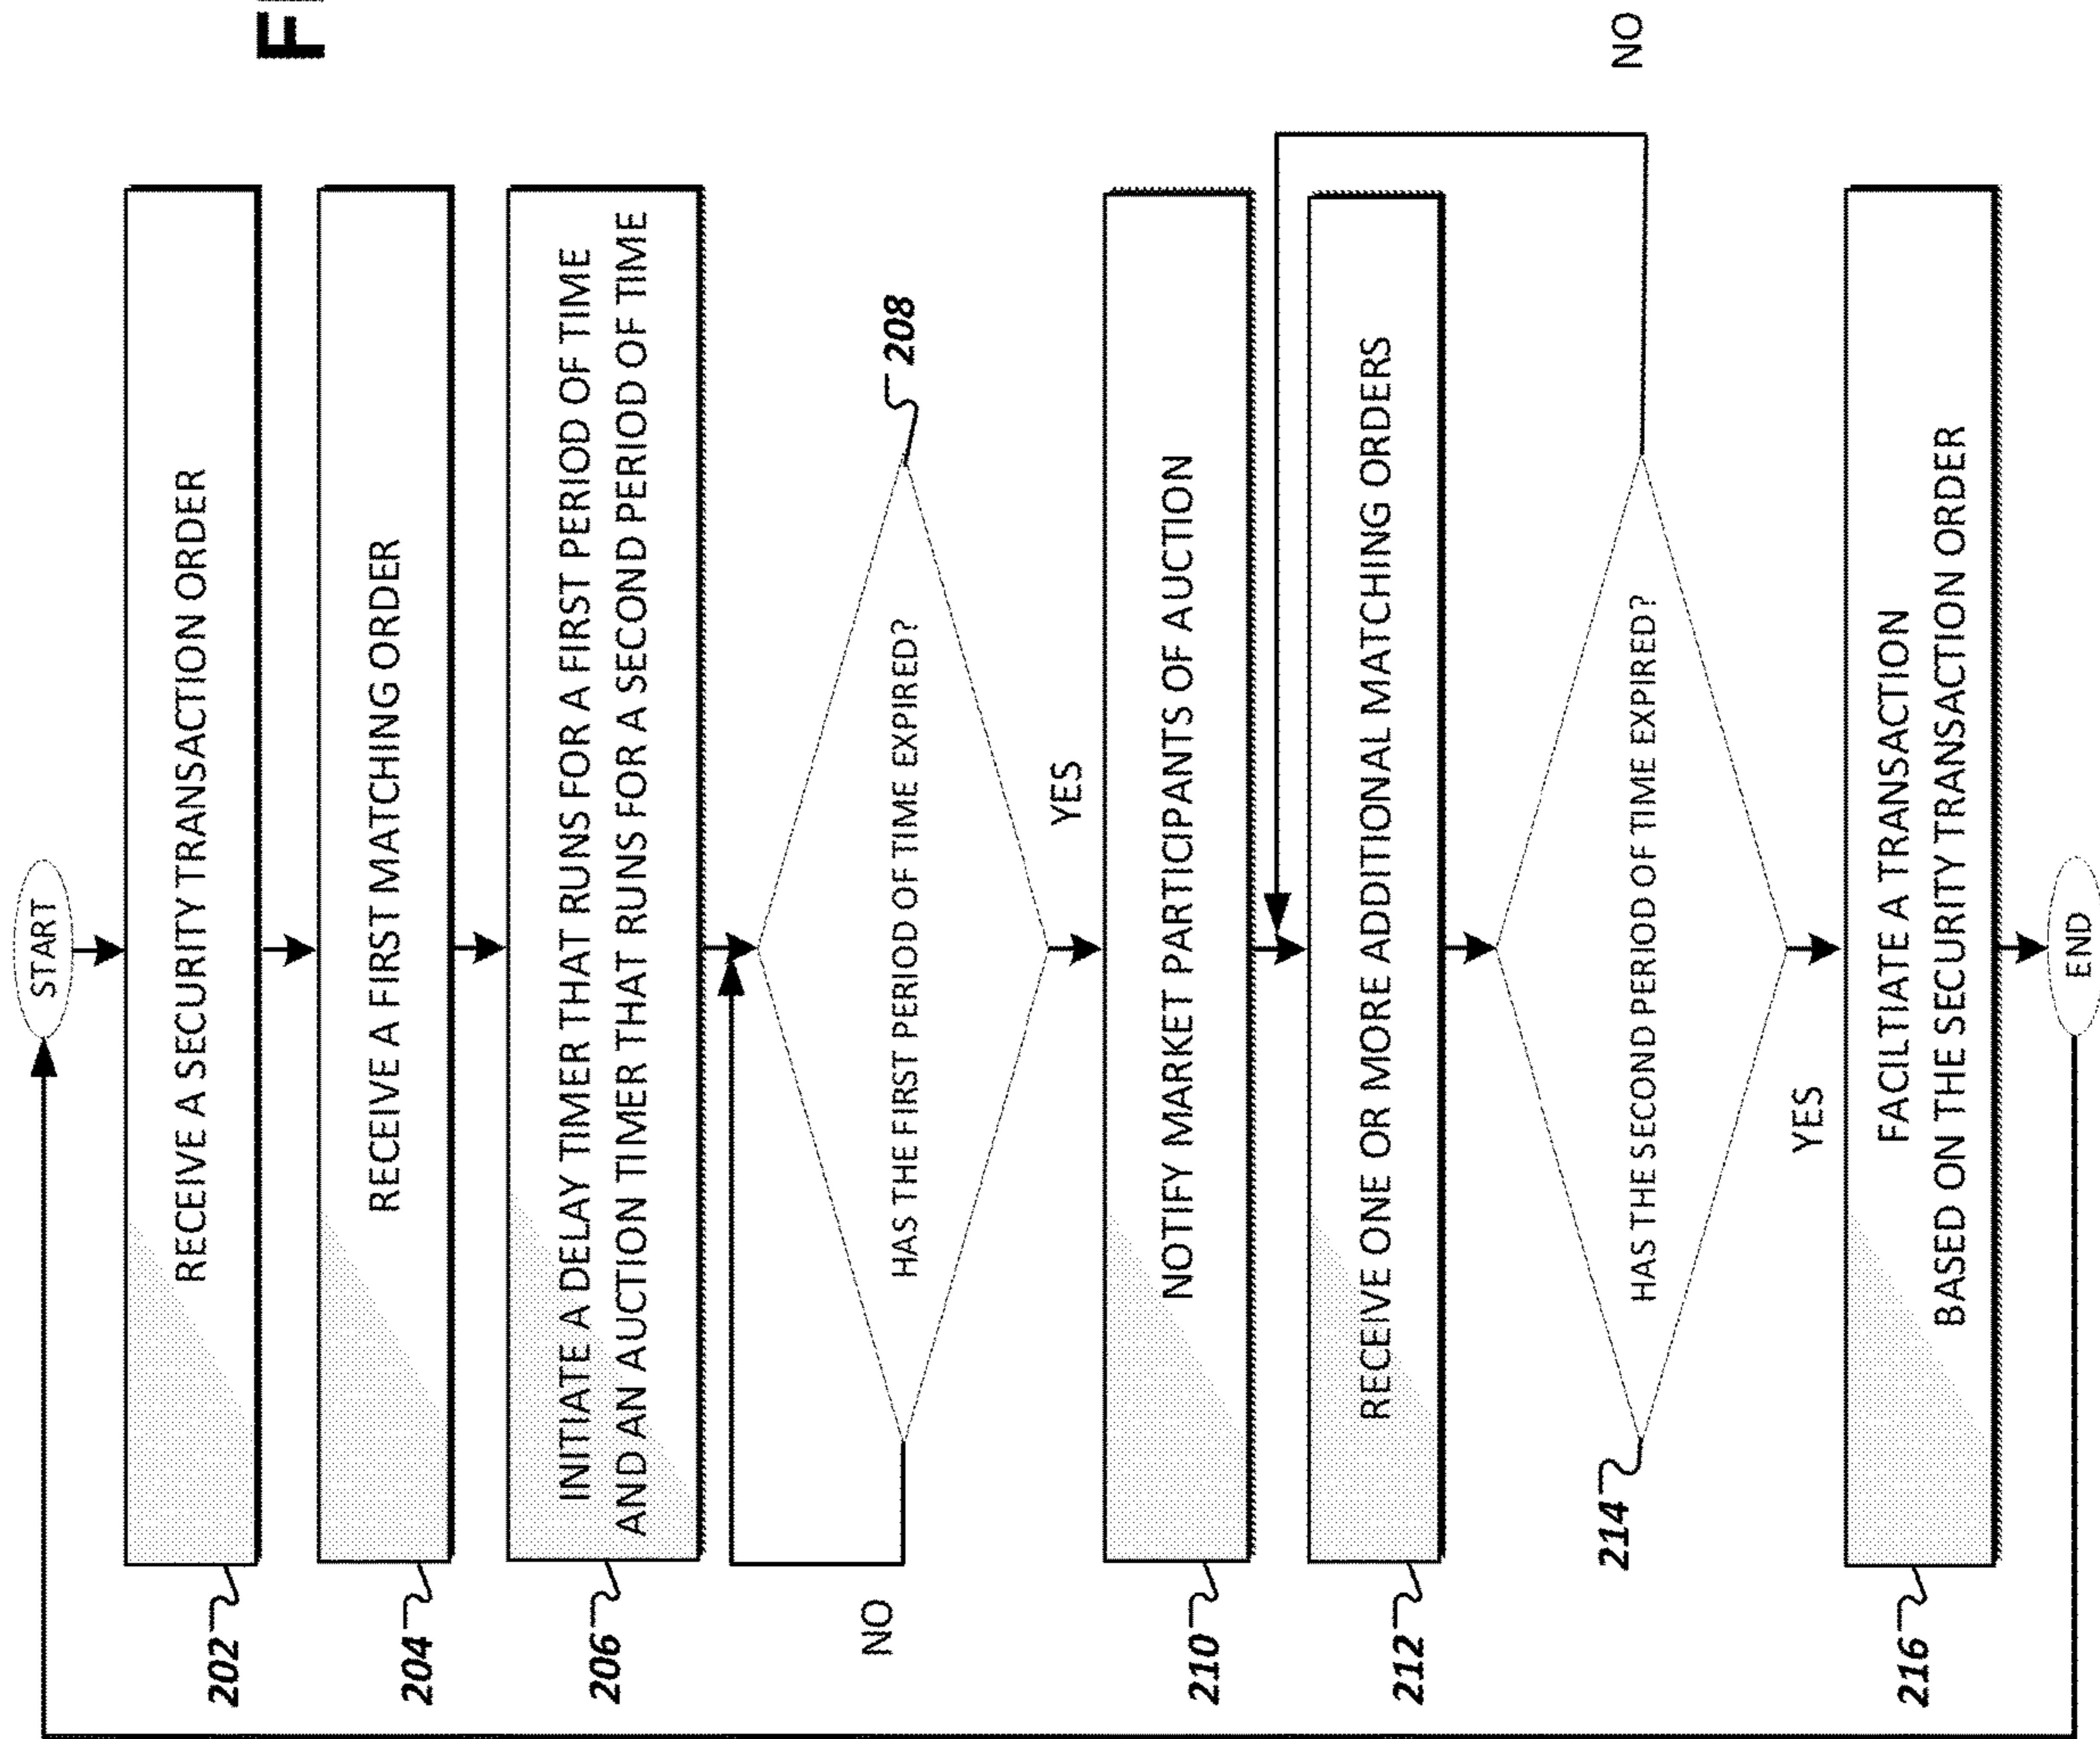 START
202
RECEIVE A SECURITY TRANSACTION ORDER
204
RECEIVE A FIRST MATCHING ORDER
206
INITIATE A DELAY TIMER THAT RUNS FOR A FIRST PERIOD OF TIME
AND AN AUCTION TIMER THAT RUNS FOR A SECOND PERIOD OF TIME
NO
HAS THE FIRST PERIOD OF TIME EXPIRED?
208
YES
210
NOTIFY MARKET PARTICIPANTS OF AUCTION
212
RECEIVE ONE OR MORE ADDITIONAL MATCHING ORDERS
214
HAS THE SECOND PERIOD OF TIME EXPIRED?
NO
YES
216
FACILTIATE A TRANSACTION
BASED ON THE SECURITY TRANSACTION ORDER
END